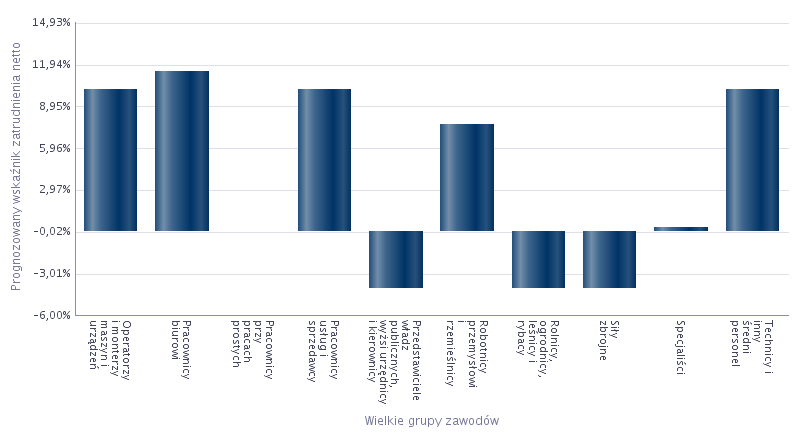 Prognozowany wskaźnik zatrudnienia netto
14,93%
11,94%
8,95%
5,96%
2,97%
-0,02%
-3,01%
-6,00%
Operatorzy
i monterzy
maszyn i
urządzeń
Pracownicy
biurowi
Pracownicy
przy
pracach
prostych
Pracownicy
usług i
sprzedawcy
Przedstawiciele
władz
publicznych,
wyżsi urzędnicy
i kierownicy
Robotnicy
przemysłowi
i
rzemieślnicy
Rolnicy,
ogrodnicy,
leśnicy i
rybacy
Siły
zbrojne
Specjaliści
Technicy i
inny
średni
personel
Wielkie grupy zawodów